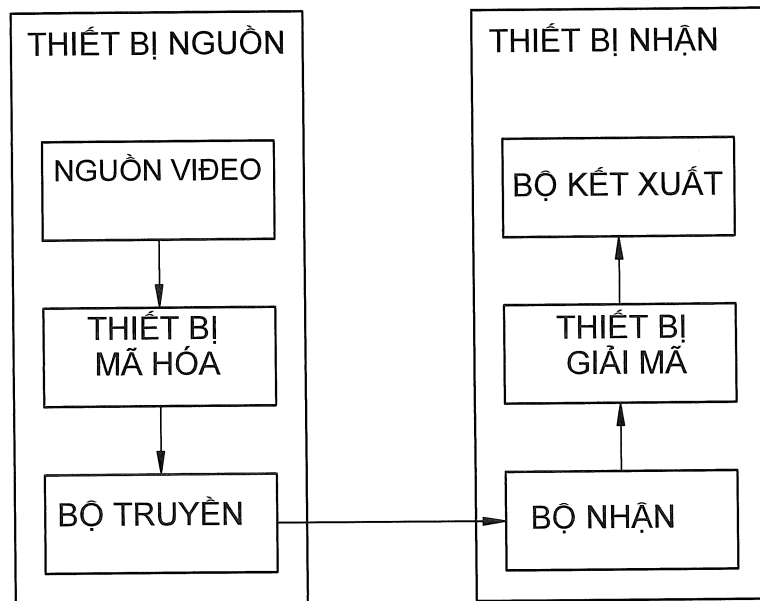 THIẾT BỊ NGUỒN
NGUỒN VIĐEO
THIẾT BỊ
MÃ HÓA
BỘ TRUYỀN
THIẾT BỊ NHẬN
BỘ KẾT XUẤT
THIẾT BỊ
GIẢI MÃ
BỘ NHẬN